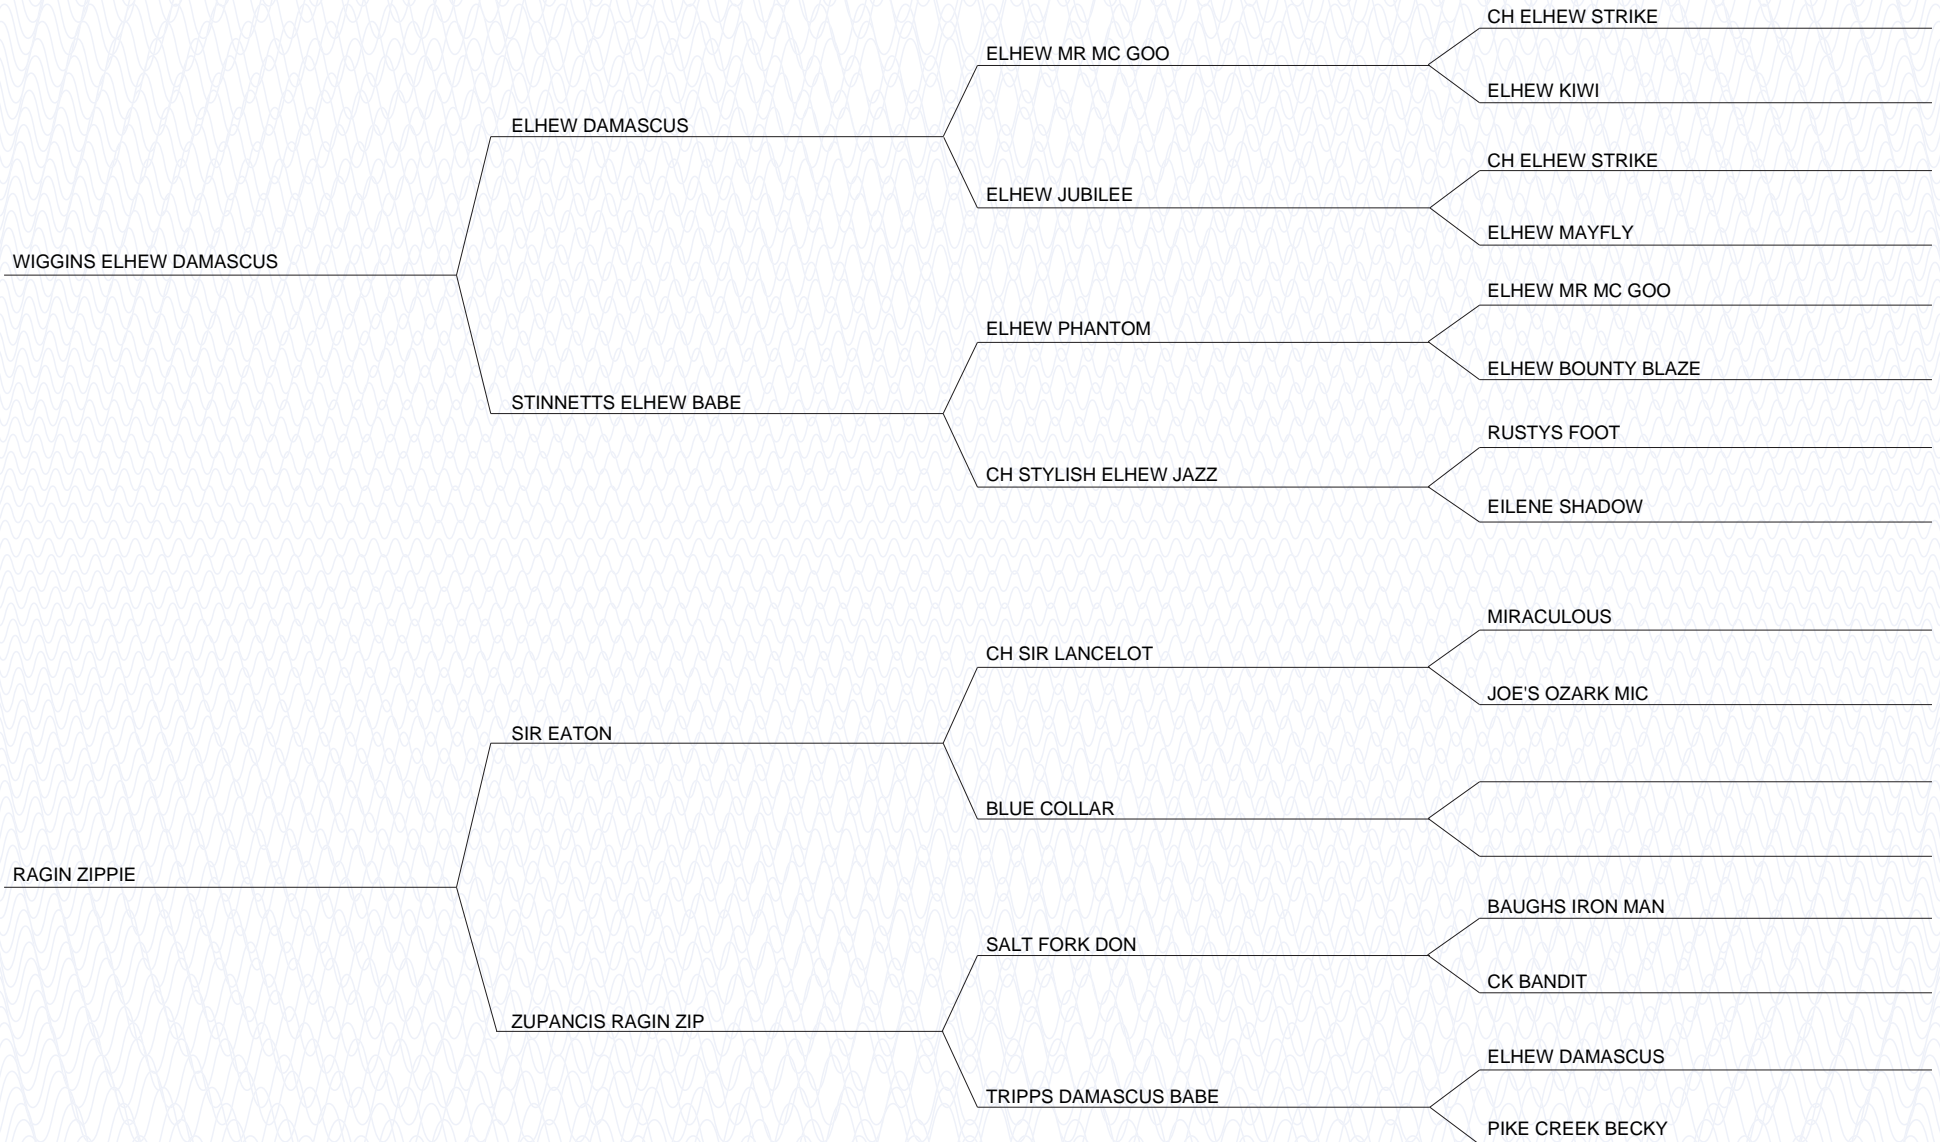 CH ELHEW STRIKE
ELHEW MR MC GOO
ELHEW KIWI
ELHEW DAMASCUS
CH ELHEW STRIKE
ELHEW JUBILEE
ELHEW MAYFLY
WIGGINS ELHEW DAMASCUS
ELHEW MR MC GOO
ELHEW PHANTOM
ELHEW BOUNTY BLAZE
STINNETTS ELHEW BABE
RUSTYS FOOT
CH STYLISH ELHEW JAZZ
EILENE SHADOW
MIRACULOUS
CH SIR LANCELOT
JOE'S OZARK MIC
SIR EATON
BLUE COLLAR
RAGIN ZIPPIE
BAUGHS IRON MAN
SALT FORK DON
CK BANDIT
ZUPANCIS RAGIN ZIP
ELHEW DAMASCUS
TRIPPS DAMASCUS BABE
PIKE CREEK BECKY